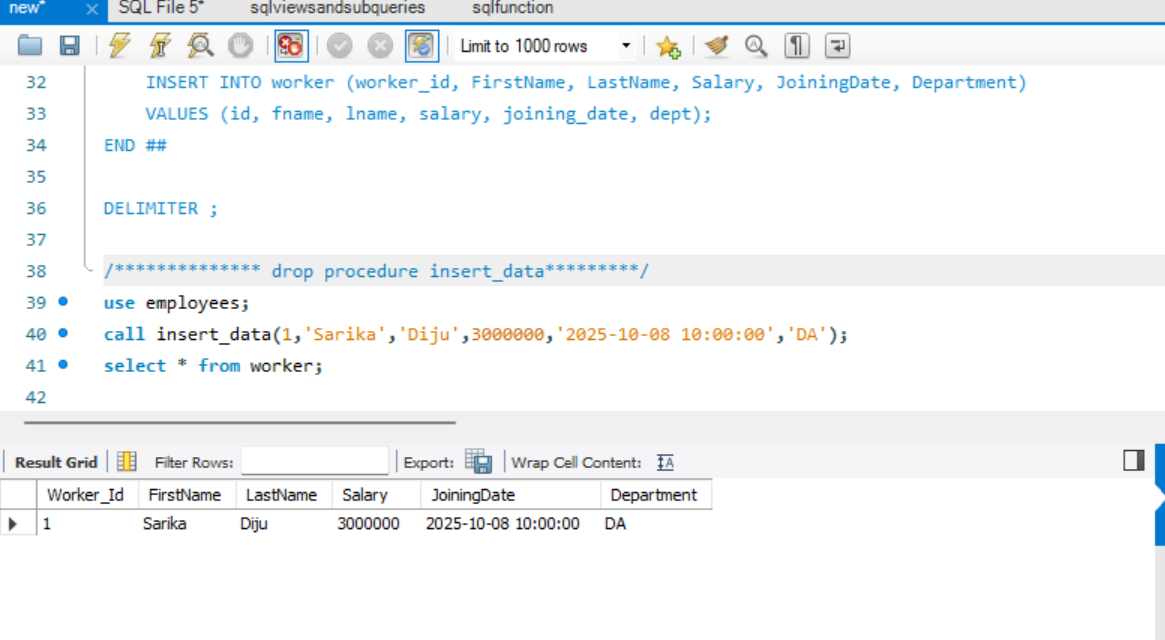 new* × SQL File 5* sqlviewsandsubqueries sqlfunction
Limit to 1000 rows
32 INSERT INTO worker (worker_id, FirstName, LastName, Salary, JoiningDate, Department)
33 VALUES (id, fname, lname, salary, joining_date, dept);
34 END ##
35
36 DELIMITER ;
37
38 /************** drop procedure insert_data*********/
39 use employees;
40 call insert_data(1,'Sarika','Diju',3000000,'2025-10-08 10:00:00','DA');
41 select * from worker;
42
Result Grid Filter Rows: Export: Wrap Cell Content: IA
Worker_Id FirstName LastName Salary JoiningDate Department
1 Sarika Diju 3000000 2025-10-08 10:00:00 DA